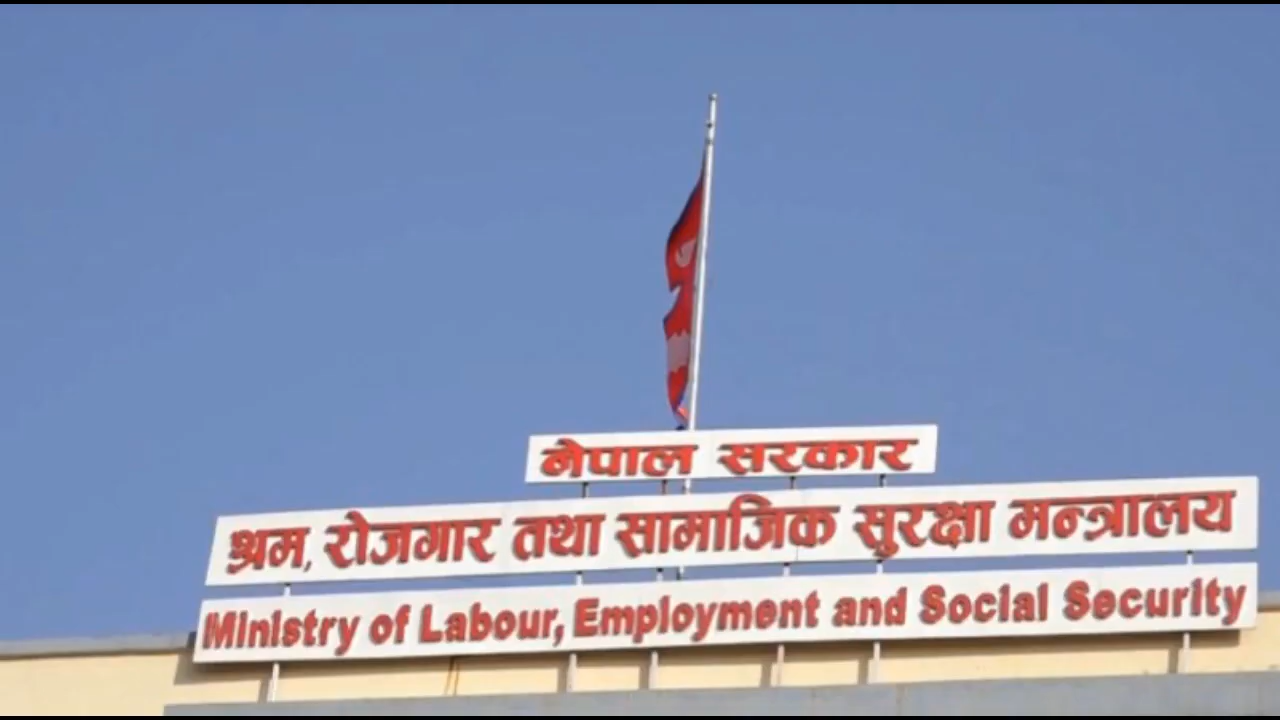 नेपाल सरकार
श्रम, रोजगार तथा सामाजिक सुरक्षा मन्त्रालय
Ministry of Labour, Employment and Social Security